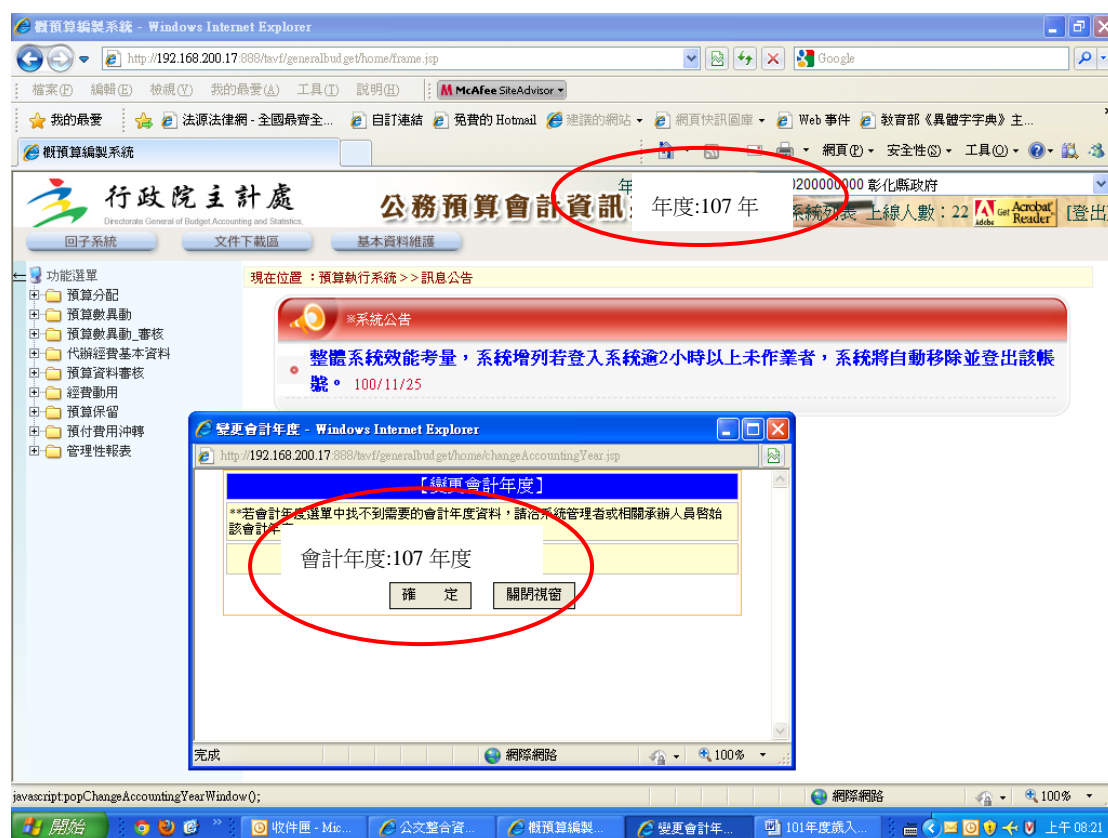 概預算編製系統 - Windows Internet Explorer
http://192.168.200.17:888/tavf/generalbudget/home/frame.jsp
Google
檔案(F) 編輯(E) 檢視(V) 我的最愛(A) 工具(T) 說明(H)
McAfee SiteAdvisor
我的最愛 法源法律網 - 全國最齊全... 自訂連結 免費的 Hotmail 建議的網站 網頁快訊圖庫 Web 事件 教育部《異體字字典》主...
概預算編製系統
網頁(P) 安全性(S) 工具(O)
行政院主計處
Directorate General of Budget, Accounting and Statistics,
公務預算會計資訊
年度:107 年
0200000000 彰化縣政府
系統列表 上線人數：22 Get Acrobat Reader Adobe [登出
回子系統 文件下載區 基本資料維護
功能選單
現在位置：預算執行系統>>訊息公告
預算分配
預算數異動
預算數異動_審核
代辦經費基本資料
預算資料審核
經費動用
預算保留
預付費用沖轉
管理性報表
※系統公告
整體系統效能考量，系統增列若登入系統逾2小時以上未作業者，系統將自動移除並登出該帳
號。 100/11/25
變更會計年度 - Windows Internet Explorer
http://192.168.200.17:888/tavf/generalbudget/home/changeAccountingYear.jsp
【變更會計年度】
**若會計年度選單中找不到需要的會計年度資料，請洽系統管理者或相關承辦人員啓始
該會計年
會計年度:107 年度
確 定 關閉視窗
完成 網際網路 100%
javascript:popChangeAccountingYearWindow(); 網際網路 100%
開始 收件匣 - Mic... 公文整合資... 概預算編製... 變更會計年... 101年度歲入... 上午 08:21